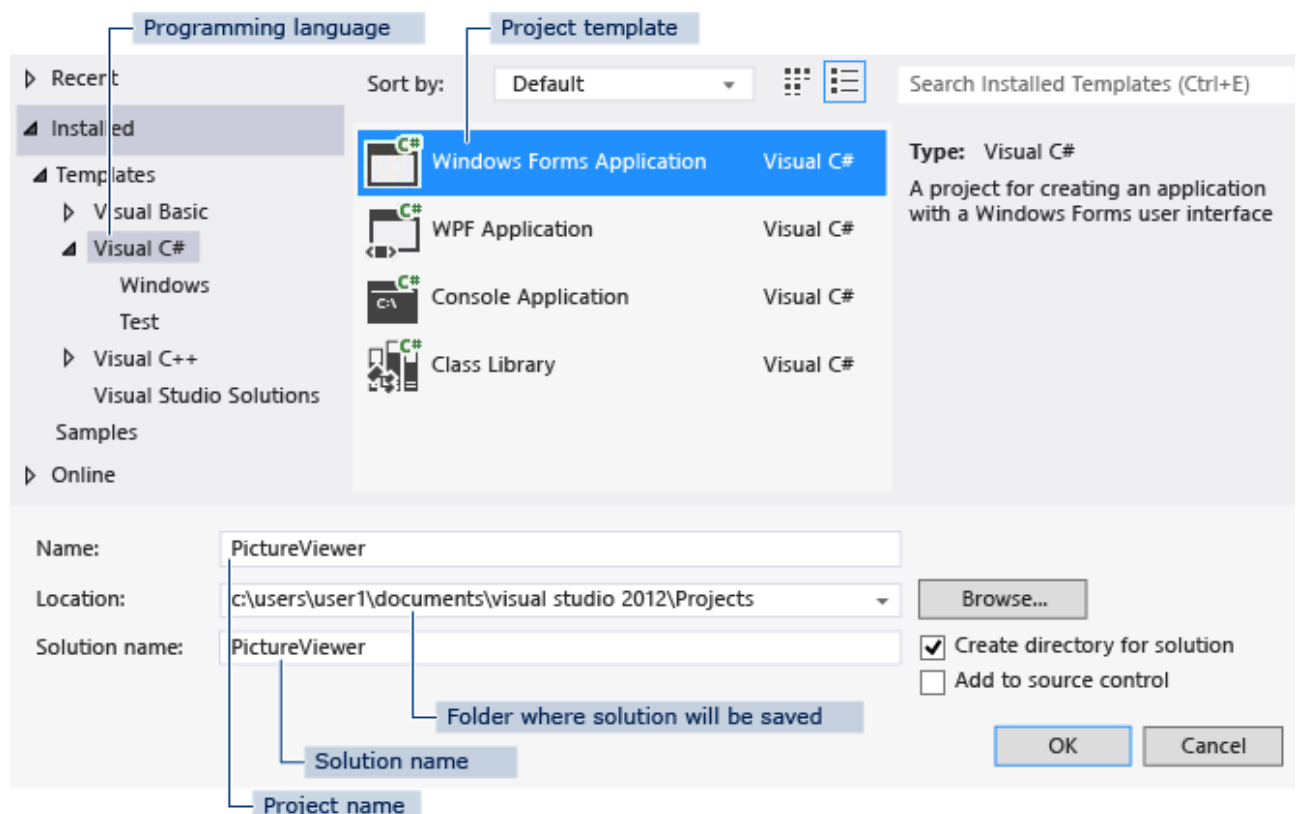 Programming language
Project template
Recent
Sort by:
Default
Search Installed Templates (Ctrl+E)
Installed
Templates
Visual Basic
Visual C#
Windows
Test
Visual C++
Visual Studio Solutions
Samples
Online
C#
Windows Forms Application
Visual C#
C#
WPF Application
Visual C#
C#
C:\
Console Application
Visual C#
C#
Class Library
Visual C#
Type: Visual C#
A project for creating an application
with a Windows Forms user interface
Name:
PictureViewer
Location:
c:\users\user1\documents\visual studio 2012\Projects
Browse...
Solution name:
PictureViewer
Create directory for solution
Add to source control
Folder where solution will be saved
OK
Cancel
Solution name
Project name